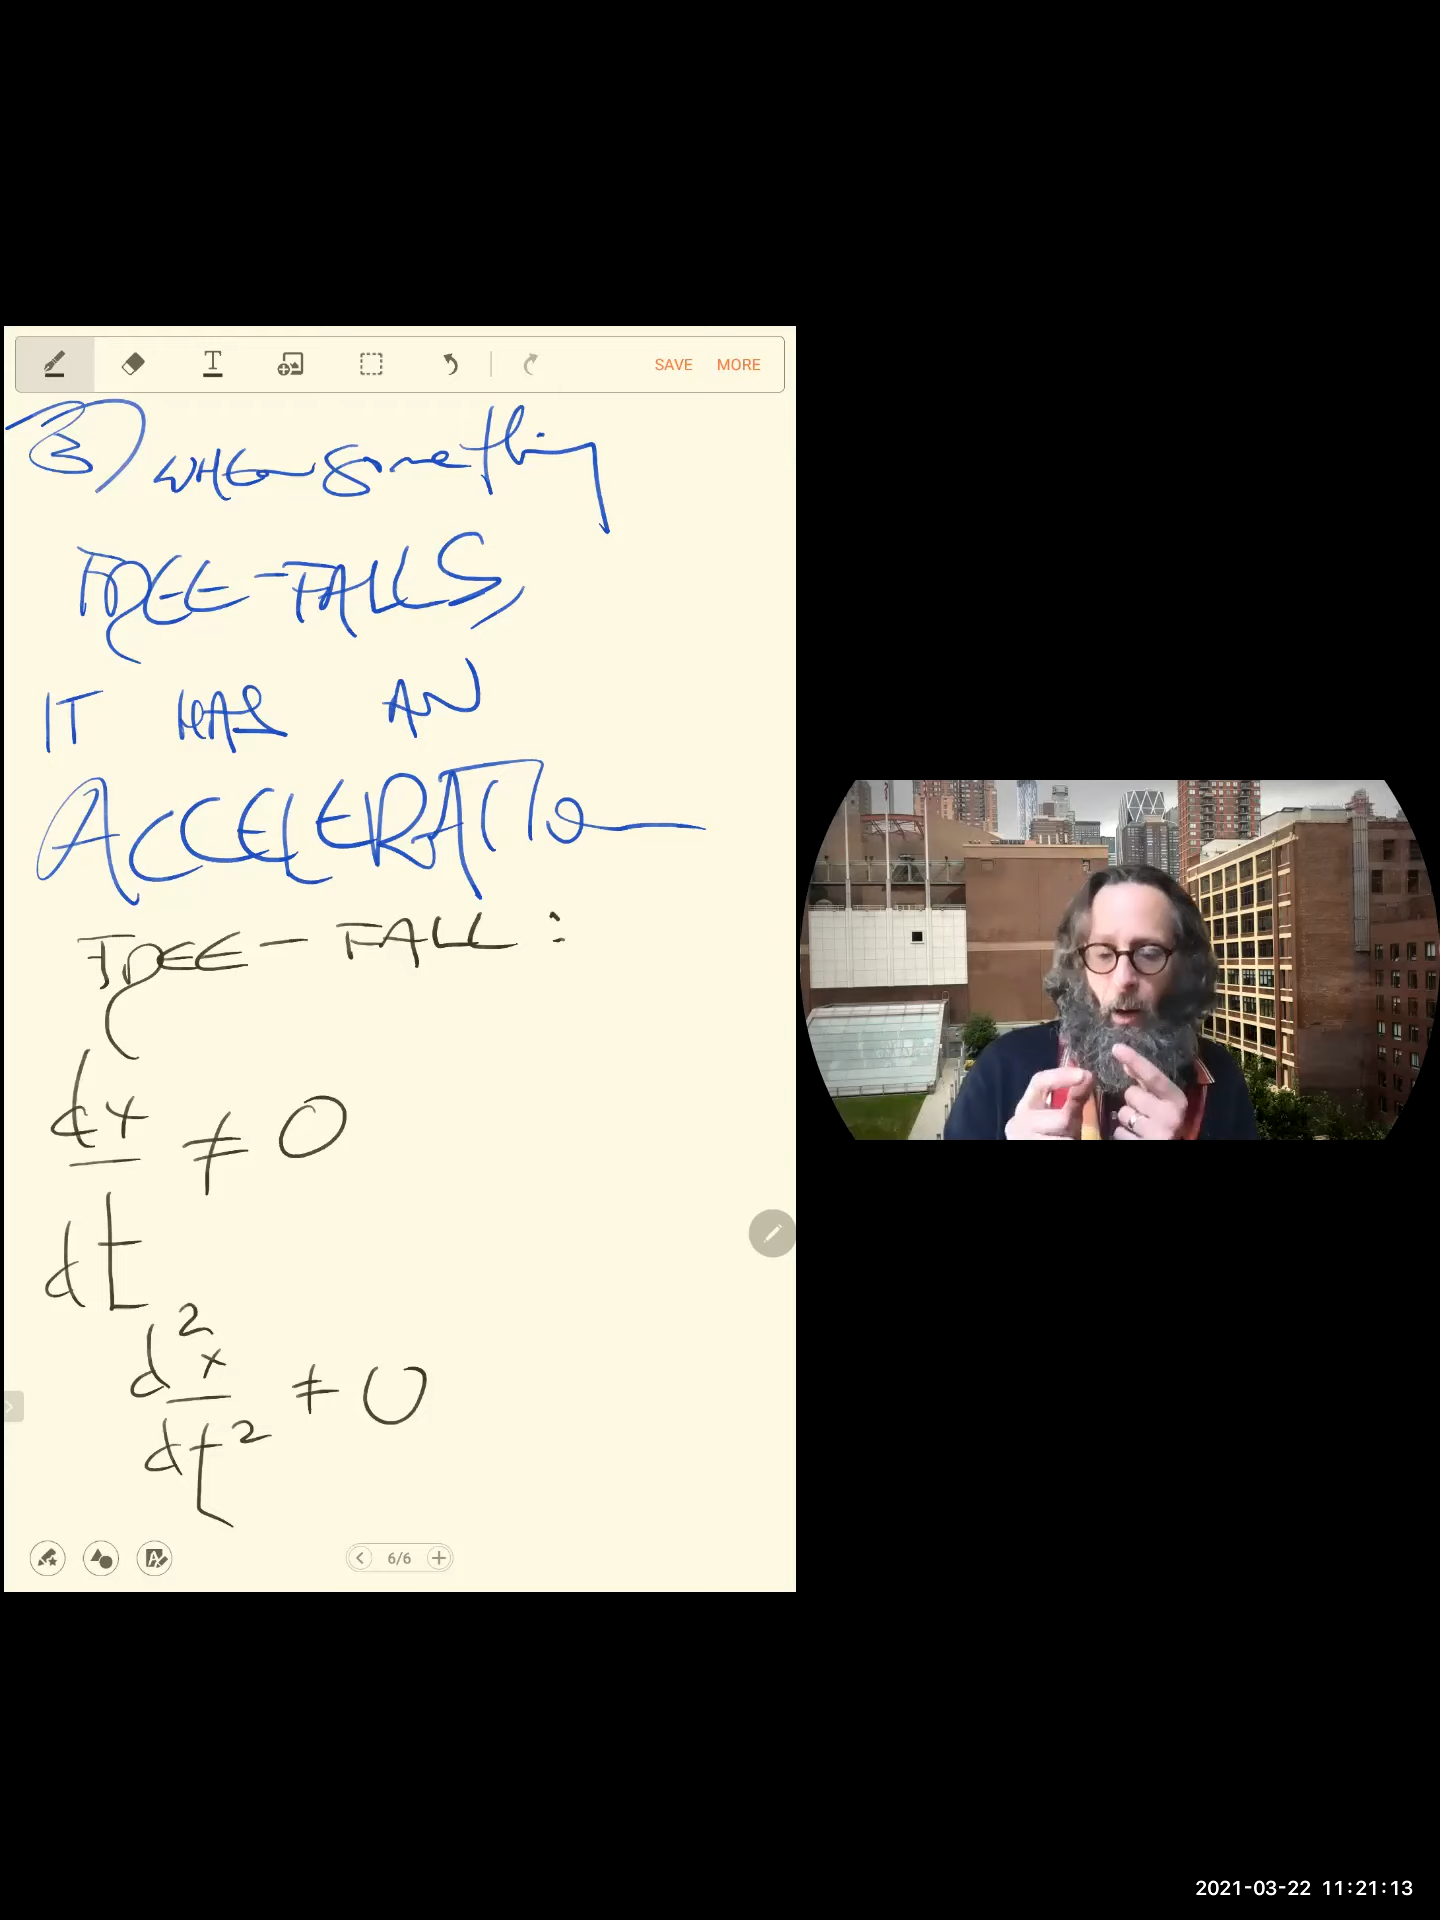 SAVE MORE
3) WHEN something
FREE-FALLS,
IT HAS AN
ACCELERATION
FREE-FALL:
dx
— ≠ 0
dt
d²x
— ≠ 0
dt²
6/6
2021-03-22 11:21:13